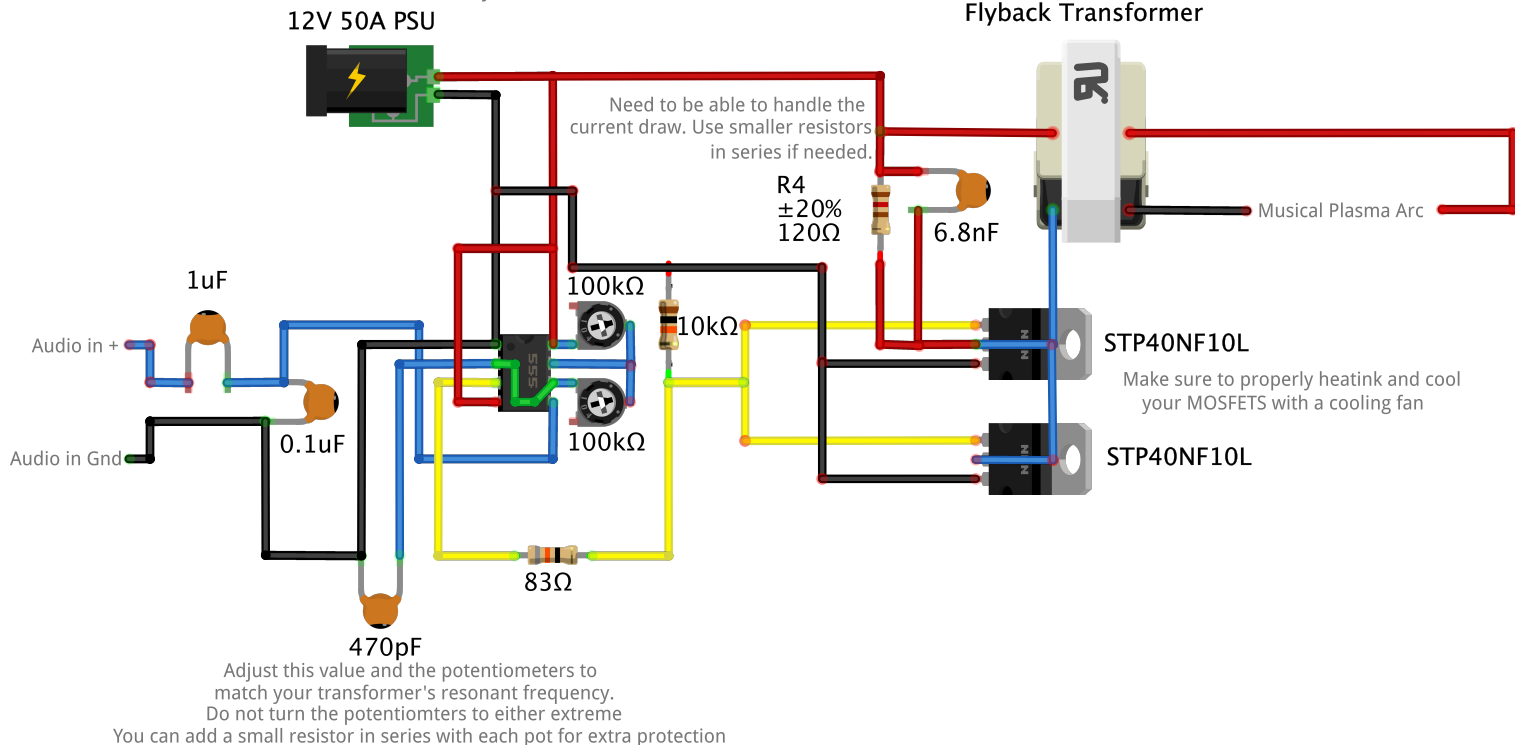 12V 50A PSU
Flyback Transformer
Need to be able to handle the
current draw. Use smaller resistors
in series if needed.
R4
±20%
120Ω
6.8nF
Musical Plasma Arc
1uF
100kΩ
10kΩ
Audio in +
555
STP40NF10L
Make sure to properly heatink and cool
your MOSFETS with a cooling fan
0.1uF
100kΩ
Audio in Gnd
STP40NF10L
83Ω
470pF
Adjust this value and the potentiometers to
match your transformer's resonant frequency.
Do not turn the potentiomters to either extreme
You can add a small resistor in series with each pot for extra protection